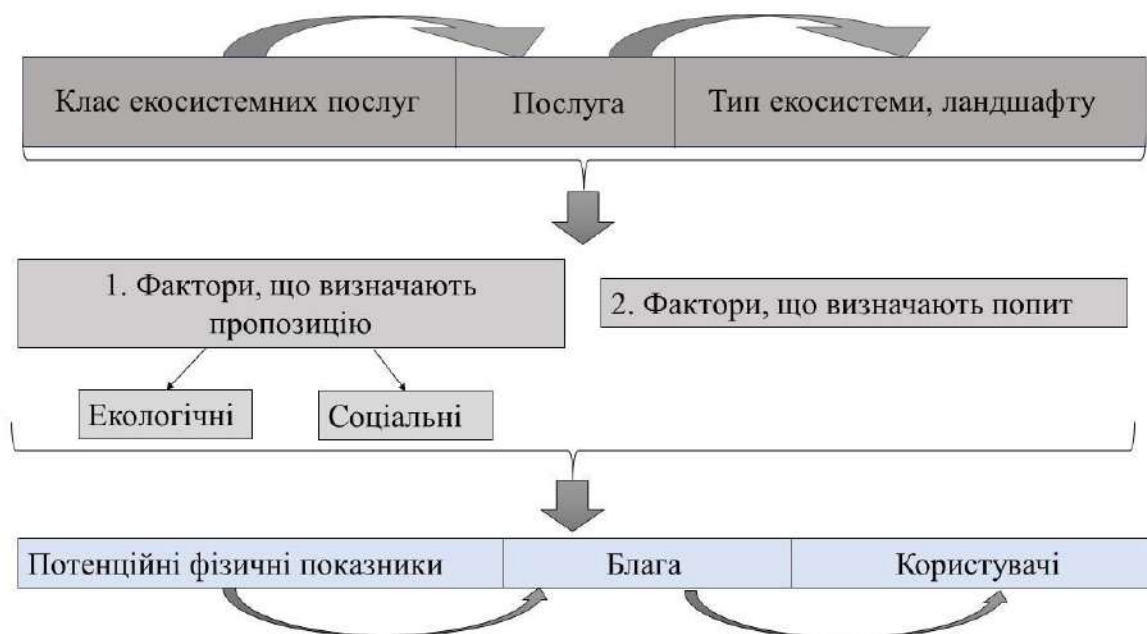 Клас екосистемних послуг
Послуга
Тип екосистеми, ландшафту
1. Фактори, що визначають
пропозицію
2. Фактори, що визначають попит
Екологічні
Соціальні
Потенційні фізичні показники
Блага
Користувачі